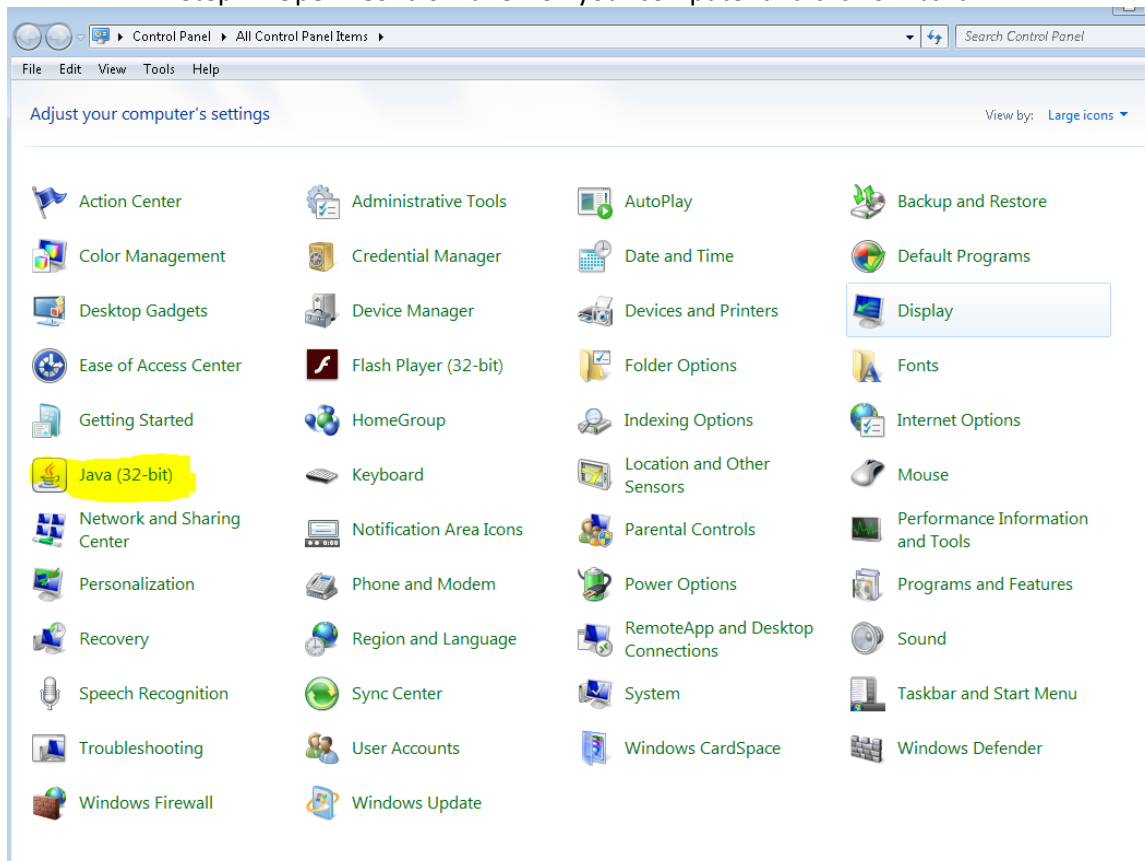 Control Panel All Control Panel Items
Search Control Panel
File Edit View Tools Help
Adjust your computer's settings
View by: Large icons
Action Center
Administrative Tools
AutoPlay
Backup and Restore
Color Management
Credential Manager
Date and Time
Default Programs
Desktop Gadgets
Device Manager
Devices and Printers
Display
Ease of Access Center
Flash Player (32-bit)
Folder Options
Fonts
Getting Started
HomeGroup
Indexing Options
Internet Options
Java (32-bit)
Keyboard
Location and Other
Sensors
Mouse
Network and Sharing
Center
Notification Area Icons
Parental Controls
Performance Information
and Tools
Personalization
Phone and Modem
Power Options
Programs and Features
Recovery
Region and Language
RemoteApp and Desktop
Connections
Sound
Speech Recognition
Sync Center
System
Taskbar and Start Menu
Troubleshooting
User Accounts
Windows CardSpace
Windows Defender
Windows Firewall
Windows Update